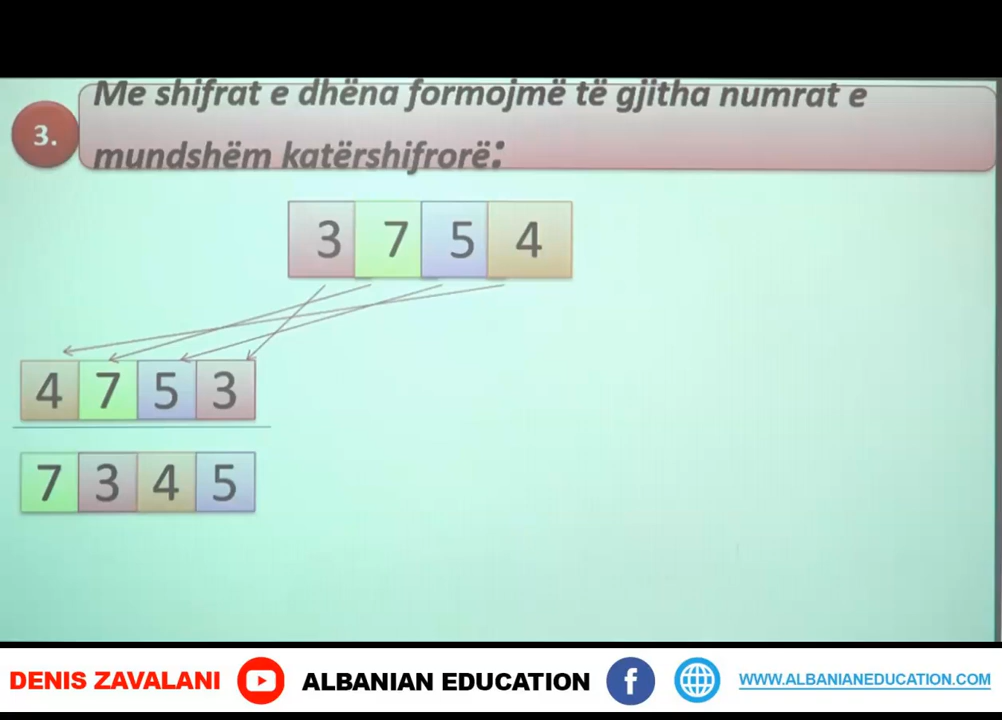 Me shifrat e dhëna formojmë të gjitha numrat e
3.
mundshëm katërshifrorë:
3 7 5 4
4 7 5 3
7 3 4 5
DENIS ZAVALANI ALBANIAN EDUCATION f WWW.ALBANIANEDUCATION.COM